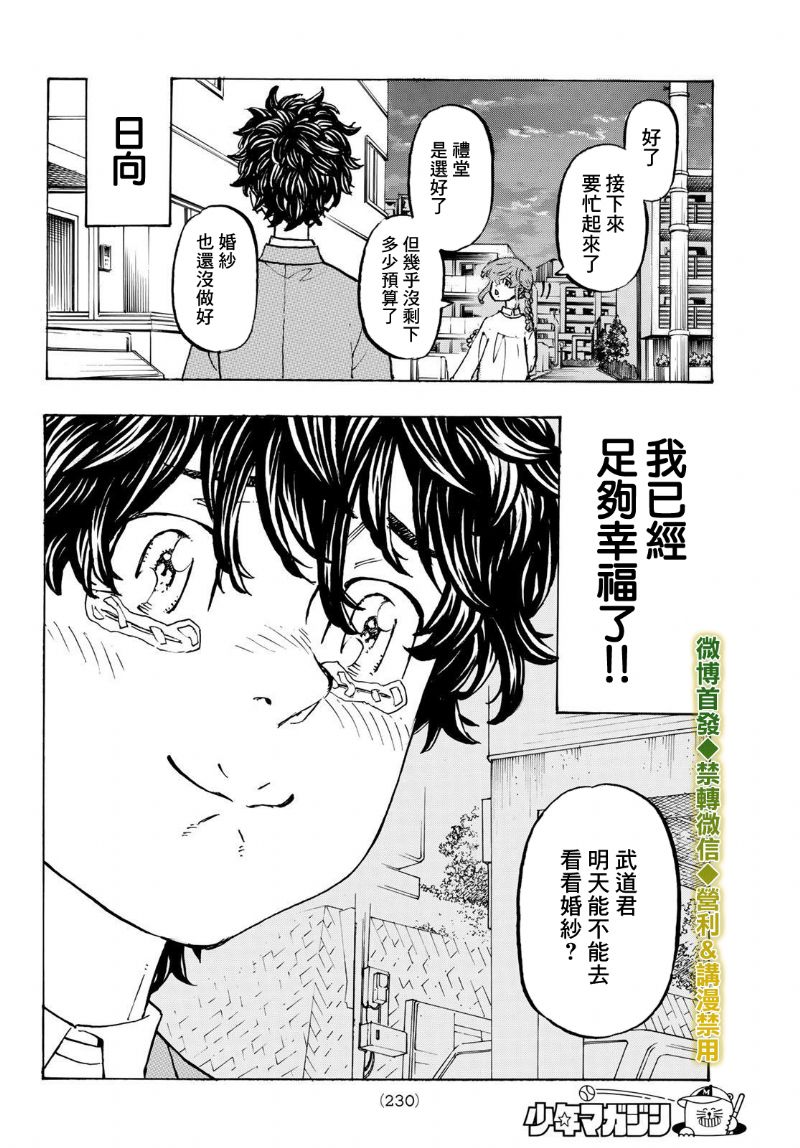 好了
接下來
要忙起來了
禮堂
是選好了
但幾乎沒剩下
多少預算了
婚紗
也還沒做好
日向
我已經
足夠幸福了!!
武道君
明天能不能去
看看婚紗?
微博首發◆禁轉微信◆營利&講漫禁用
(230)
少年マガジン
M